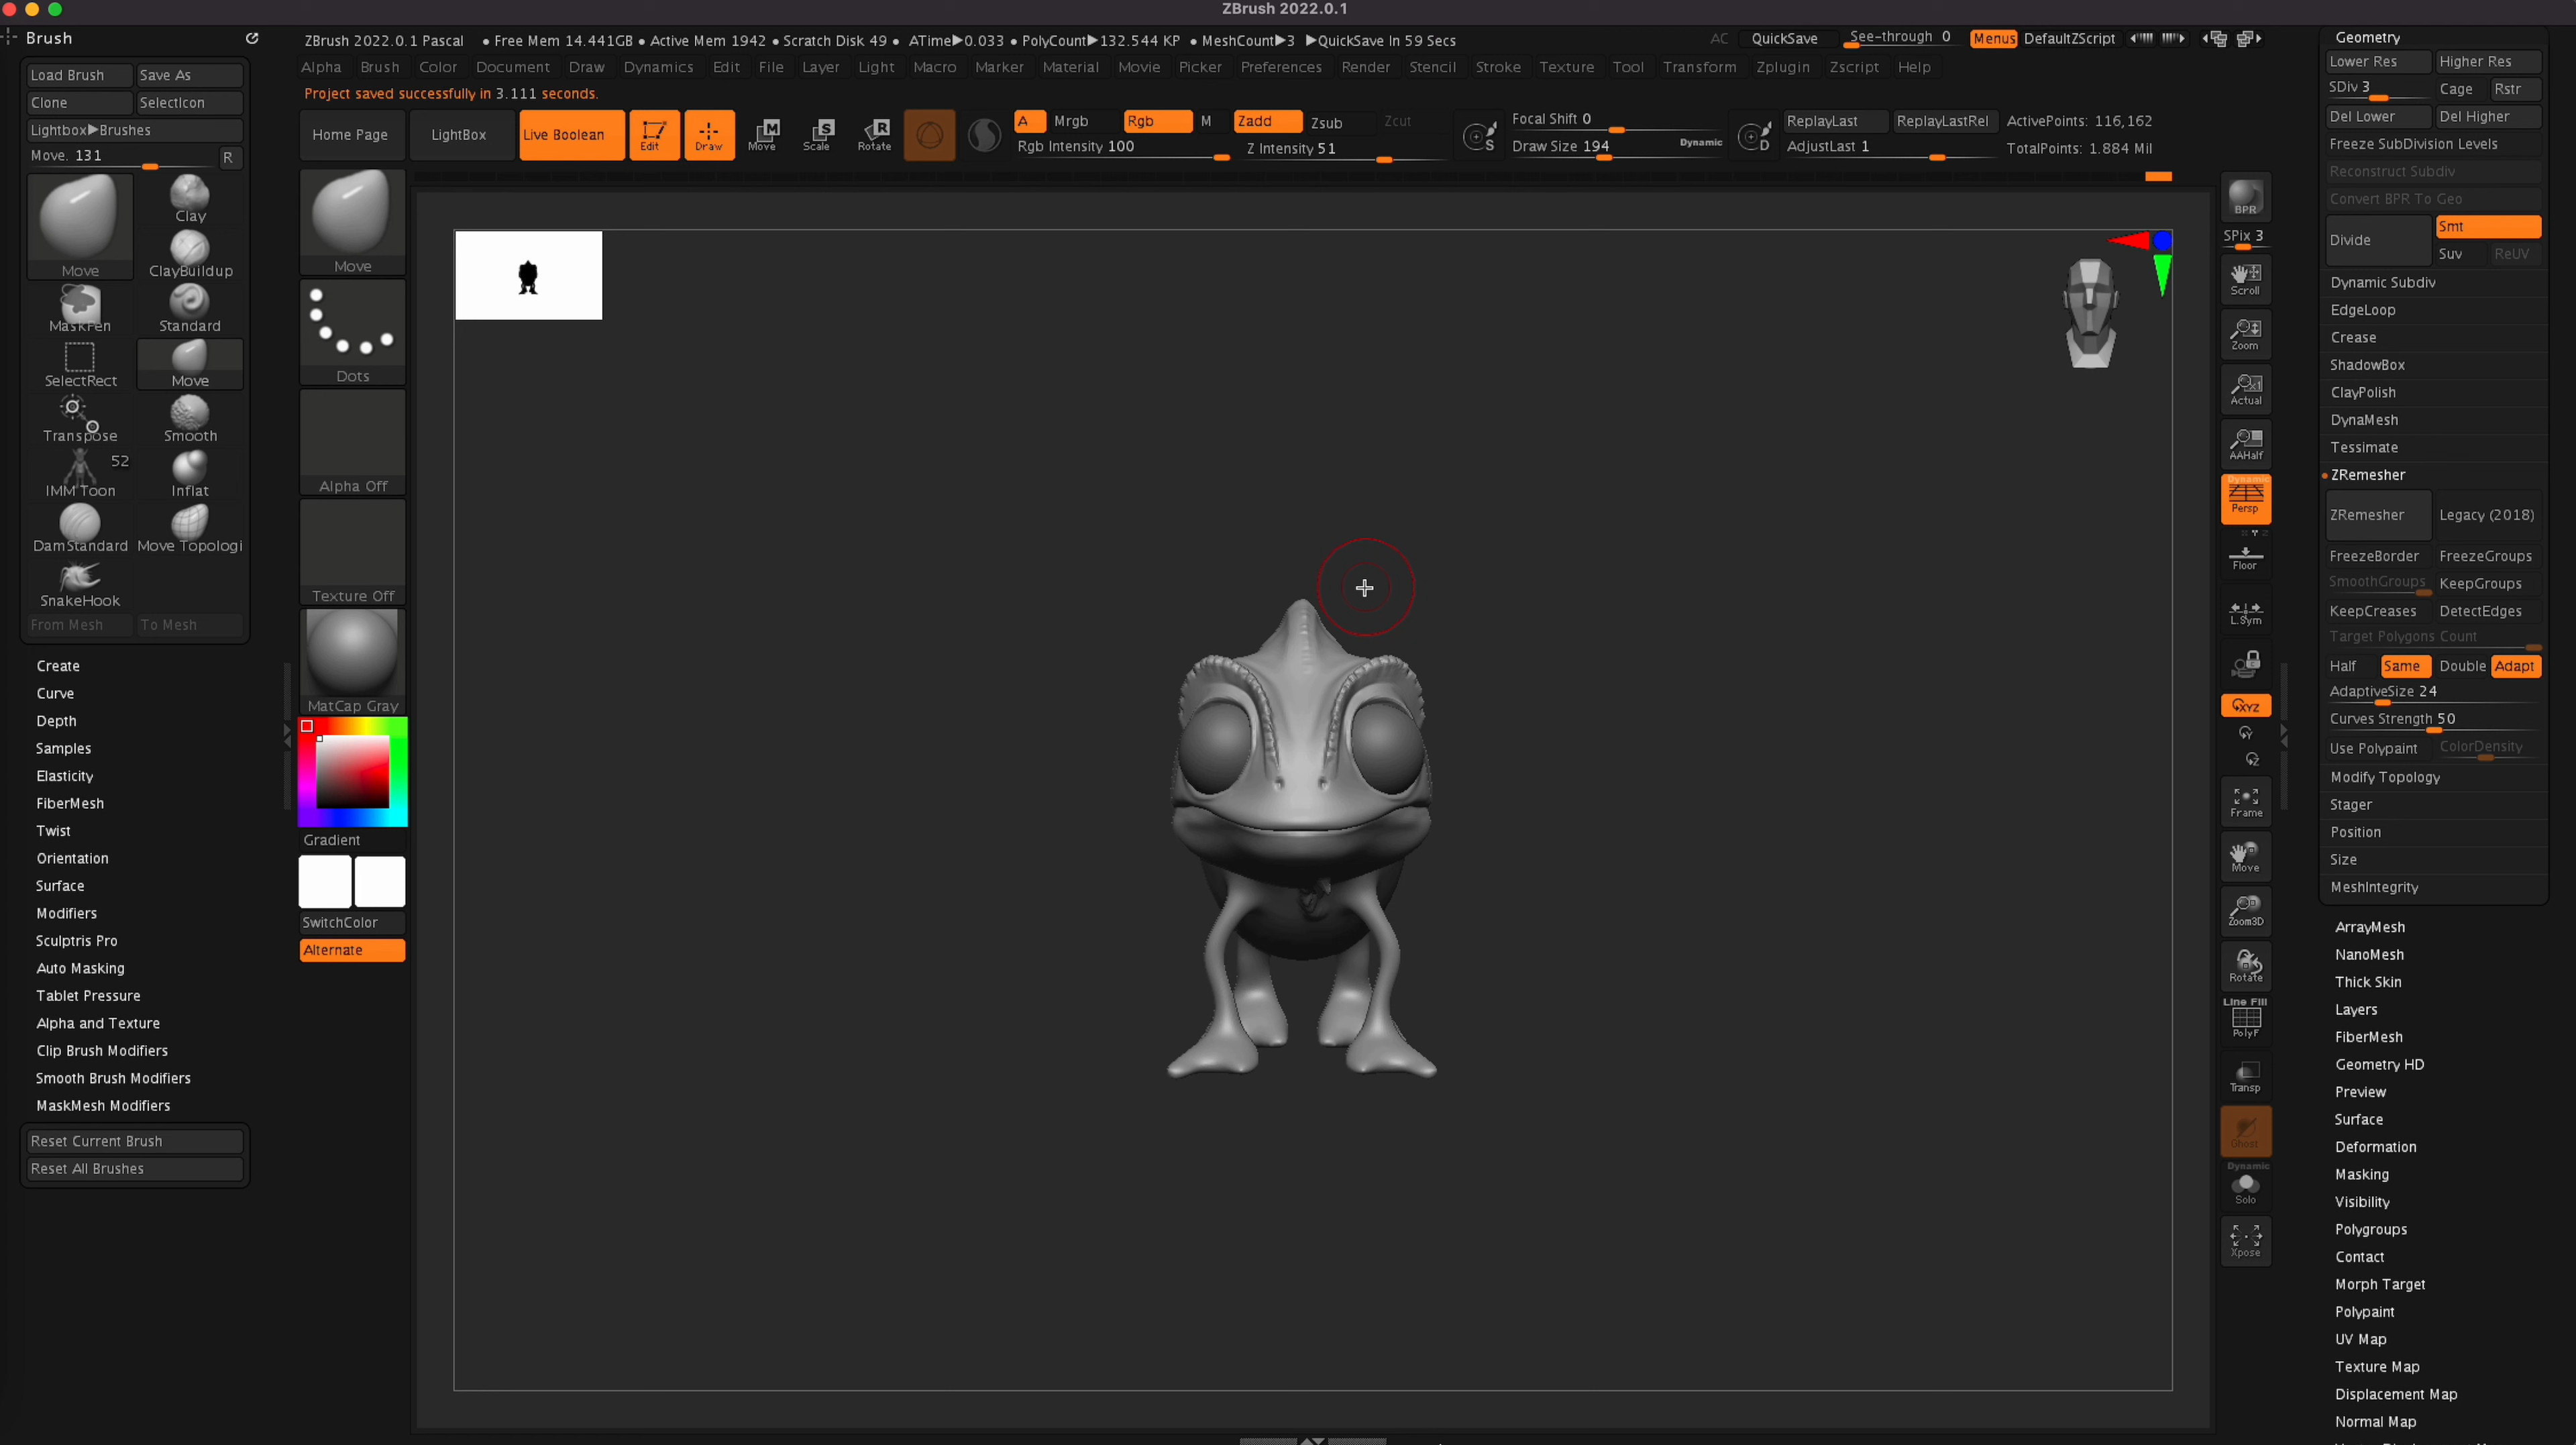 ZBrush 2022.0.1
Brush
Load Brush Save As
Clone SelectIcon
Lightbox▶Brushes
Move. 131 R
Move Clay
ClayBuildup
MaskPen Standard
SelectRect Move
Transpose Smooth
52
IMM Toon Inflat
DamStandard Move Topologi
SnakeHook
From Mesh To Mesh
Create
Curve
Depth
Samples
Elasticity
FiberMesh
Twist
Orientation
Surface
Modifiers
Sculptris Pro
Auto Masking
Tablet Pressure
Alpha and Texture
Clip Brush Modifiers
Smooth Brush Modifiers
MaskMesh Modifiers
Reset Current Brush
Reset All Brushes
ZBrush 2022.0.1 Pascal • Free Mem 14.441GB • Active Mem 1942 • Scratch Disk 49 • ATime▶0.033 • PolyCount▶132.544 KP • MeshCount▶3 ▶QuickSave In 59 Secs
AC QuickSave See-through 0 Menus DefaultZScript
Alpha Brush Color Document Draw Dynamics Edit File Layer Light Macro Marker Material Movie Picker Preferences Render Stencil Stroke Texture Tool Transform Zplugin Zscript Help
Project saved successfully in 3.111 seconds.
Home Page LightBox Live Boolean Edit Draw Move Scale Rotate
M S R
A Mrgb Rgb M Zadd Zsub Zcut
Rgb Intensity 100 Z Intensity 51
S Focal Shift 0
Draw Size 194 Dynamic
D ReplayLast ReplayLastRel ActivePoints: 116,162
AdjustLast 1 TotalPoints: 1.884 Mil
Move
Dots
Alpha Off
Texture Off
MatCap Gray
Gradient
SwitchColor
Alternate
BPR
SPix 3
Scroll
Zoom
x1
Actual
AAHalf
Dynamic
Persp
X Y Z
Floor
L.Sym
XYZ
Y
Z
Frame
Move
Zoom3D
Rotate
Line Fill
PolyF
Transp
Ghost
Dynamic
Solo
Xpose
Geometry
Lower Res Higher Res
SDiv 3 Cage Rstr
Del Lower Del Higher
Freeze SubDivision Levels
Reconstruct Subdiv
Convert BPR To Geo
Divide Smt
Suv ReUV
Dynamic Subdiv
EdgeLoop
Crease
ShadowBox
ClayPolish
DynaMesh
Tessimate
ZRemesher
ZRemesher Legacy (2018)
FreezeBorder FreezeGroups
SmoothGroups KeepGroups
KeepCreases DetectEdges
Target Polygons Count
Half Same Double Adapt
AdaptiveSize 24
Curves Strength 50
Use Polypaint ColorDensity
Modify Topology
Stager
Position
Size
MeshIntegrity
ArrayMesh
NanoMesh
Thick Skin
Layers
FiberMesh
Geometry HD
Preview
Surface
Deformation
Masking
Visibility
Polygroups
Contact
Morph Target
Polypaint
UV Map
Texture Map
Displacement Map
Normal Map